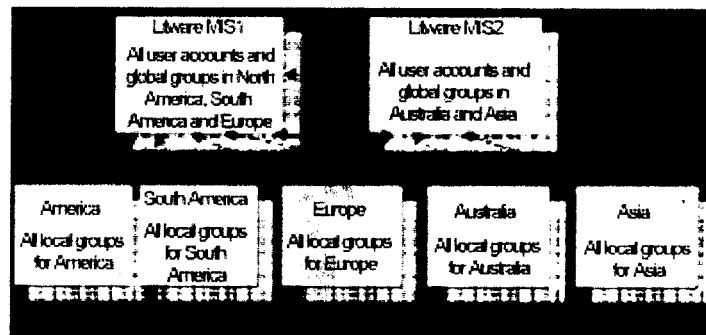 Litware MIS1
All user accounts and
global groups in North
America, South
America and Europe
Litware MIS2
All user accounts and
global groups in
Australia and Asia
America
All local groups
for America
South America
All local groups
for South
America
Europe
All local groups
for Europe
Australia
All local groups
for Australia
Asia
All local groups
for Asia